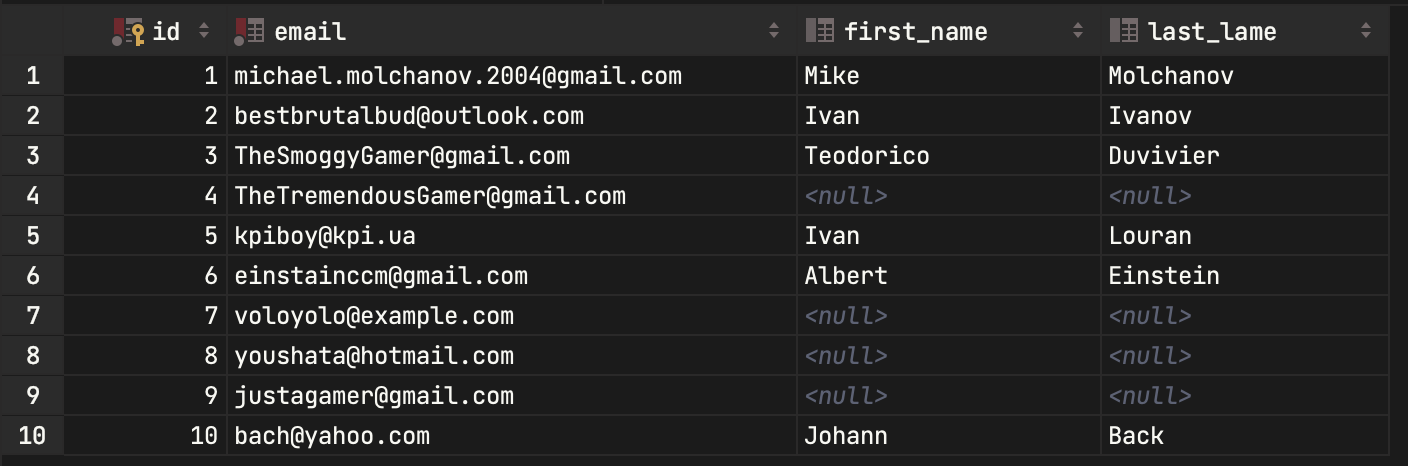 id email first_name last_lame
1 1 michael.molchanov.2004@gmail.com Mike Molchanov
2 2 bestbrutalbud@outlook.com Ivan Ivanov
3 3 TheSmoggyGamer@gmail.com Teodorico Duvivier
4 4 TheTremendousGamer@gmail.com <null> <null>
5 5 kpiboy@kpi.ua Ivan Louran
6 6 einstainccm@gmail.com Albert Einstein
7 7 voloyolo@example.com <null> <null>
8 8 youshata@hotmail.com <null> <null>
9 9 justagamer@gmail.com <null> <null>
10 10 bach@yahoo.com Johann Back